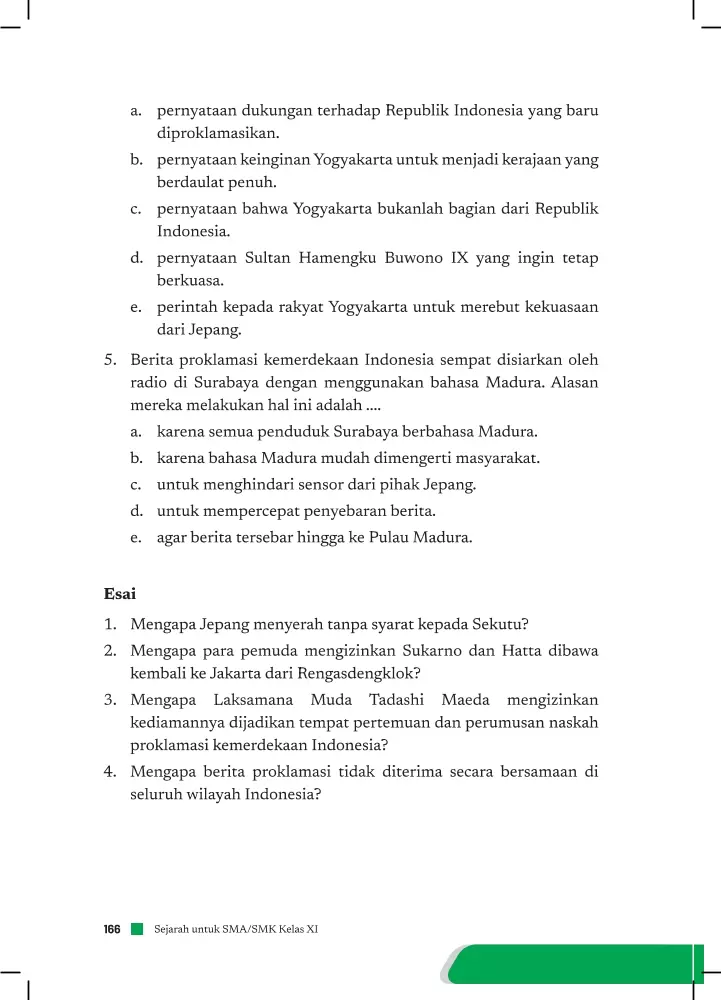 a. pernyataan dukungan terhadap Republik Indonesia yang baru
diproklamasikan.
b. pernyataan keinginan Yogyakarta untuk menjadi kerajaan yang
berdaulat penuh.
c. pernyataan bahwa Yogyakarta bukanlah bagian dari Republik
Indonesia.
d. pernyataan Sultan Hamengku Buwono IX yang ingin tetap
berkuasa.
e. perintah kepada rakyat Yogyakarta untuk merebut kekuasaan
dari Jepang.
5. Berita proklamasi kemerdekaan Indonesia sempat disiarkan oleh
radio di Surabaya dengan menggunakan bahasa Madura. Alasan
mereka melakukan hal ini adalah ....
a. karena semua penduduk Surabaya berbahasa Madura.
b. karena bahasa Madura mudah dimengerti masyarakat.
c. untuk menghindari sensor dari pihak Jepang.
d. untuk mempercepat penyebaran berita.
e. agar berita tersebar hingga ke Pulau Madura.
Esai
1. Mengapa Jepang menyerah tanpa syarat kepada Sekutu?
2. Mengapa para pemuda mengizinkan Sukarno dan Hatta dibawa
kembali ke Jakarta dari Rengasdengklok?
3. Mengapa Laksamana Muda Tadashi Maeda mengizinkan
kediamannya dijadikan tempat pertemuan dan perumusan naskah
proklamasi kemerdekaan Indonesia?
4. Mengapa berita proklamasi tidak diterima secara bersamaan di
seluruh wilayah Indonesia?
166 Sejarah untuk SMA/SMK Kelas XI